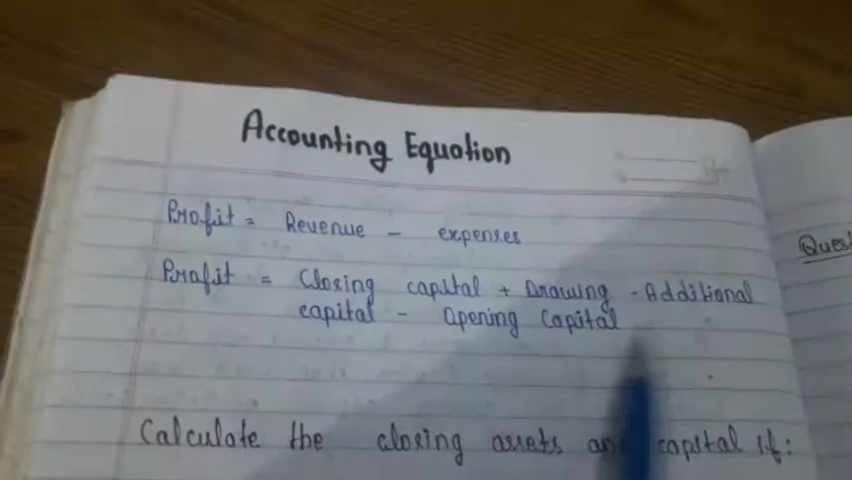 Accounting Equation
Profit = Revenue - expenses
Profit = Closing capital + Drawing - Additional
capital - Opening Capital
Calculate the closing assets and capital if: